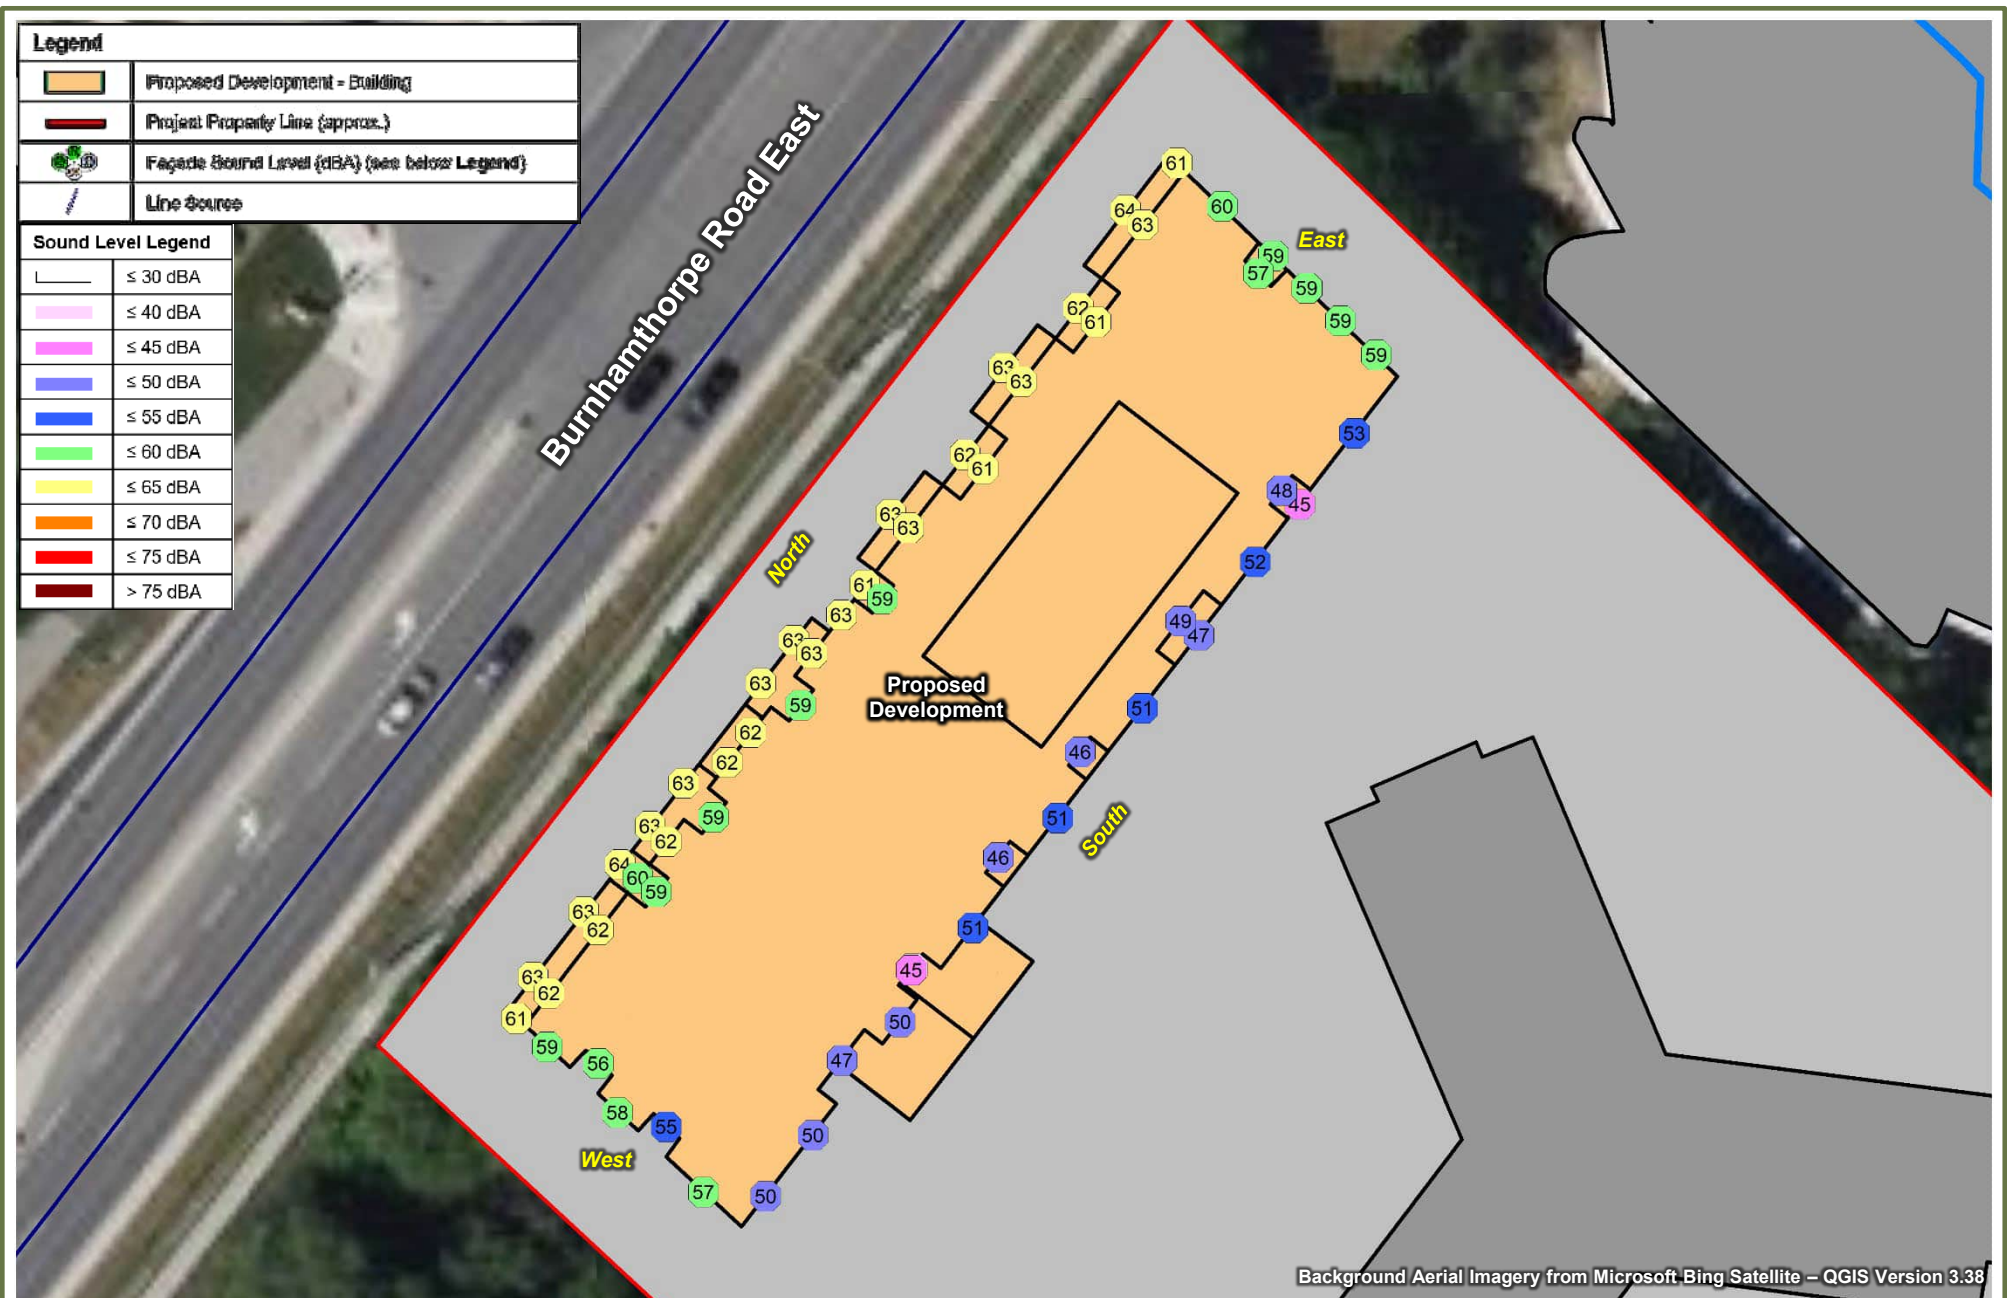 Legend
Proposed Development - Building
Project Property Line (approx.)
Façade Sound Level (dBA) (see below Legend)
Line Source
Sound Level Legend
≤ 30 dBA
≤ 40 dBA
≤ 45 dBA
≤ 50 dBA
≤ 55 dBA
≤ 60 dBA
≤ 65 dBA
≤ 70 dBA
≤ 75 dBA
> 75 dBA
Burnhamthorpe Road East
North
East
South
West
Proposed
Development
61
60
64
63
59
57
59
59
59
62
61
63
63
53
62
61
48
45
63
63
52
61
59
63
49
47
63
63
63
59
51
62
46
62
63
59
51
63
62
46
64
60
59
63
62
51
63
62
45
61
50
59
56
47
58
55
50
57
50
Background Aerial Imagery from Microsoft Bing Satellite – QGIS Version 3.38